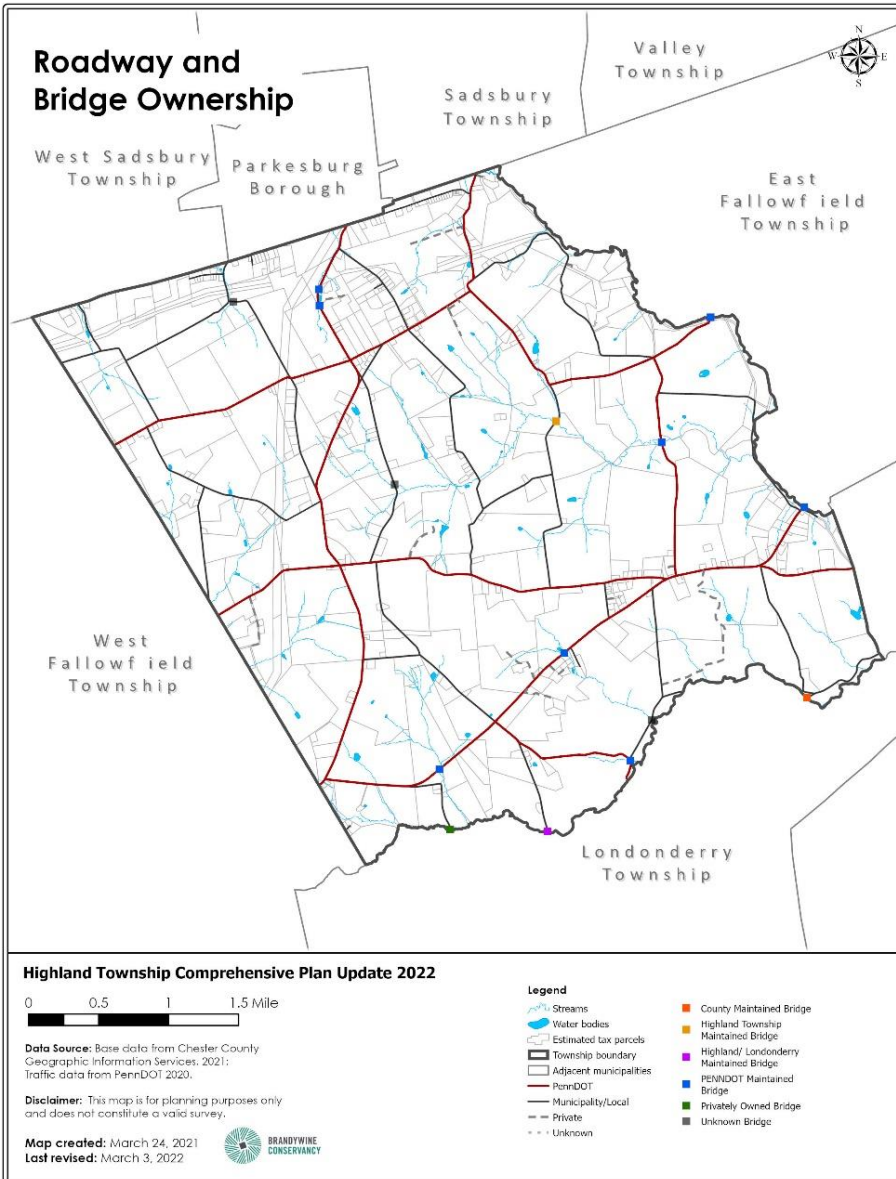 Roadway and
Bridge Ownership
N
W E
S
Valley
Township
Sadsbury
Township
West Sadsbury
Township
Parkesburg
Borough
East
Fallowf ield
Township
West
Fallowf ield
Township
Londonderry
Township
Highland Township Comprehensive Plan Update 2022
0 0.5 1 1.5 Mile
Data Source: Base data from Chester County
Geographic Information Services, 2021;
Traffic data from PennDOT 2020.
Disclaimer: This map is for planning purposes only
and does not constitute a valid survey.
Map created: March 24, 2021
Last revised: March 3, 2022
BRANDYWINE
CONSERVANCY
Legend
Streams
Water bodies
Estimated tax parcels
Township boundary
Adjacent municipalities
PennDOT
Municipality/Local
Private
Unknown
County Maintained Bridge
Highland Township
Maintained Bridge
Highland/ Londonderry
Maintained Bridge
PENNDOT Maintained
Bridge
Privately Owned Bridge
Unknown Bridge